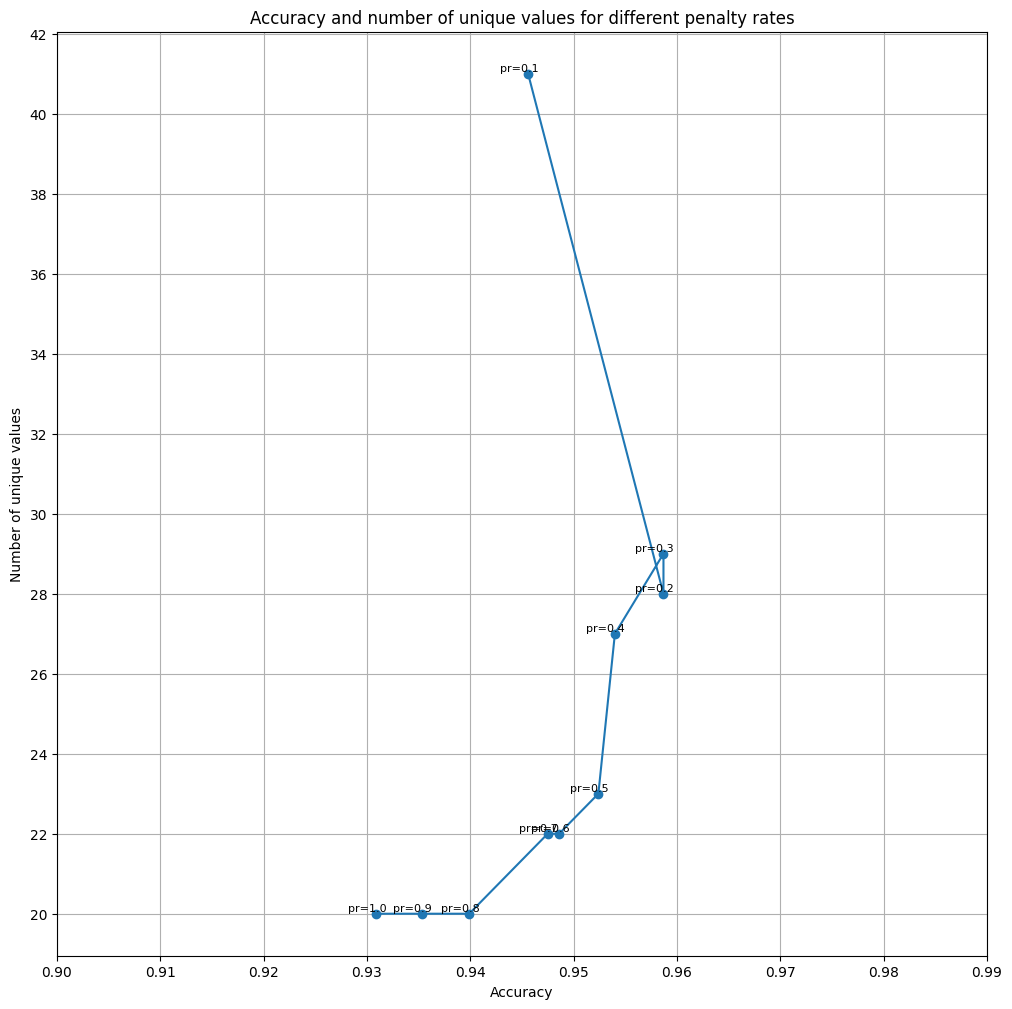 Accuracy and number of unique values for different penalty rates
42
40
38
36
34
32
30
28
26
24
22
20
Number of unique values
pr=0.1
pr=0.3
pr=0.2
pr=0.4
pr=0.5
pr=0.7
pr=0.6
pr=1.0
pr=0.9
pr=0.8
0.90 0.91 0.92 0.93 0.94 0.95 0.96 0.97 0.98 0.99
Accuracy